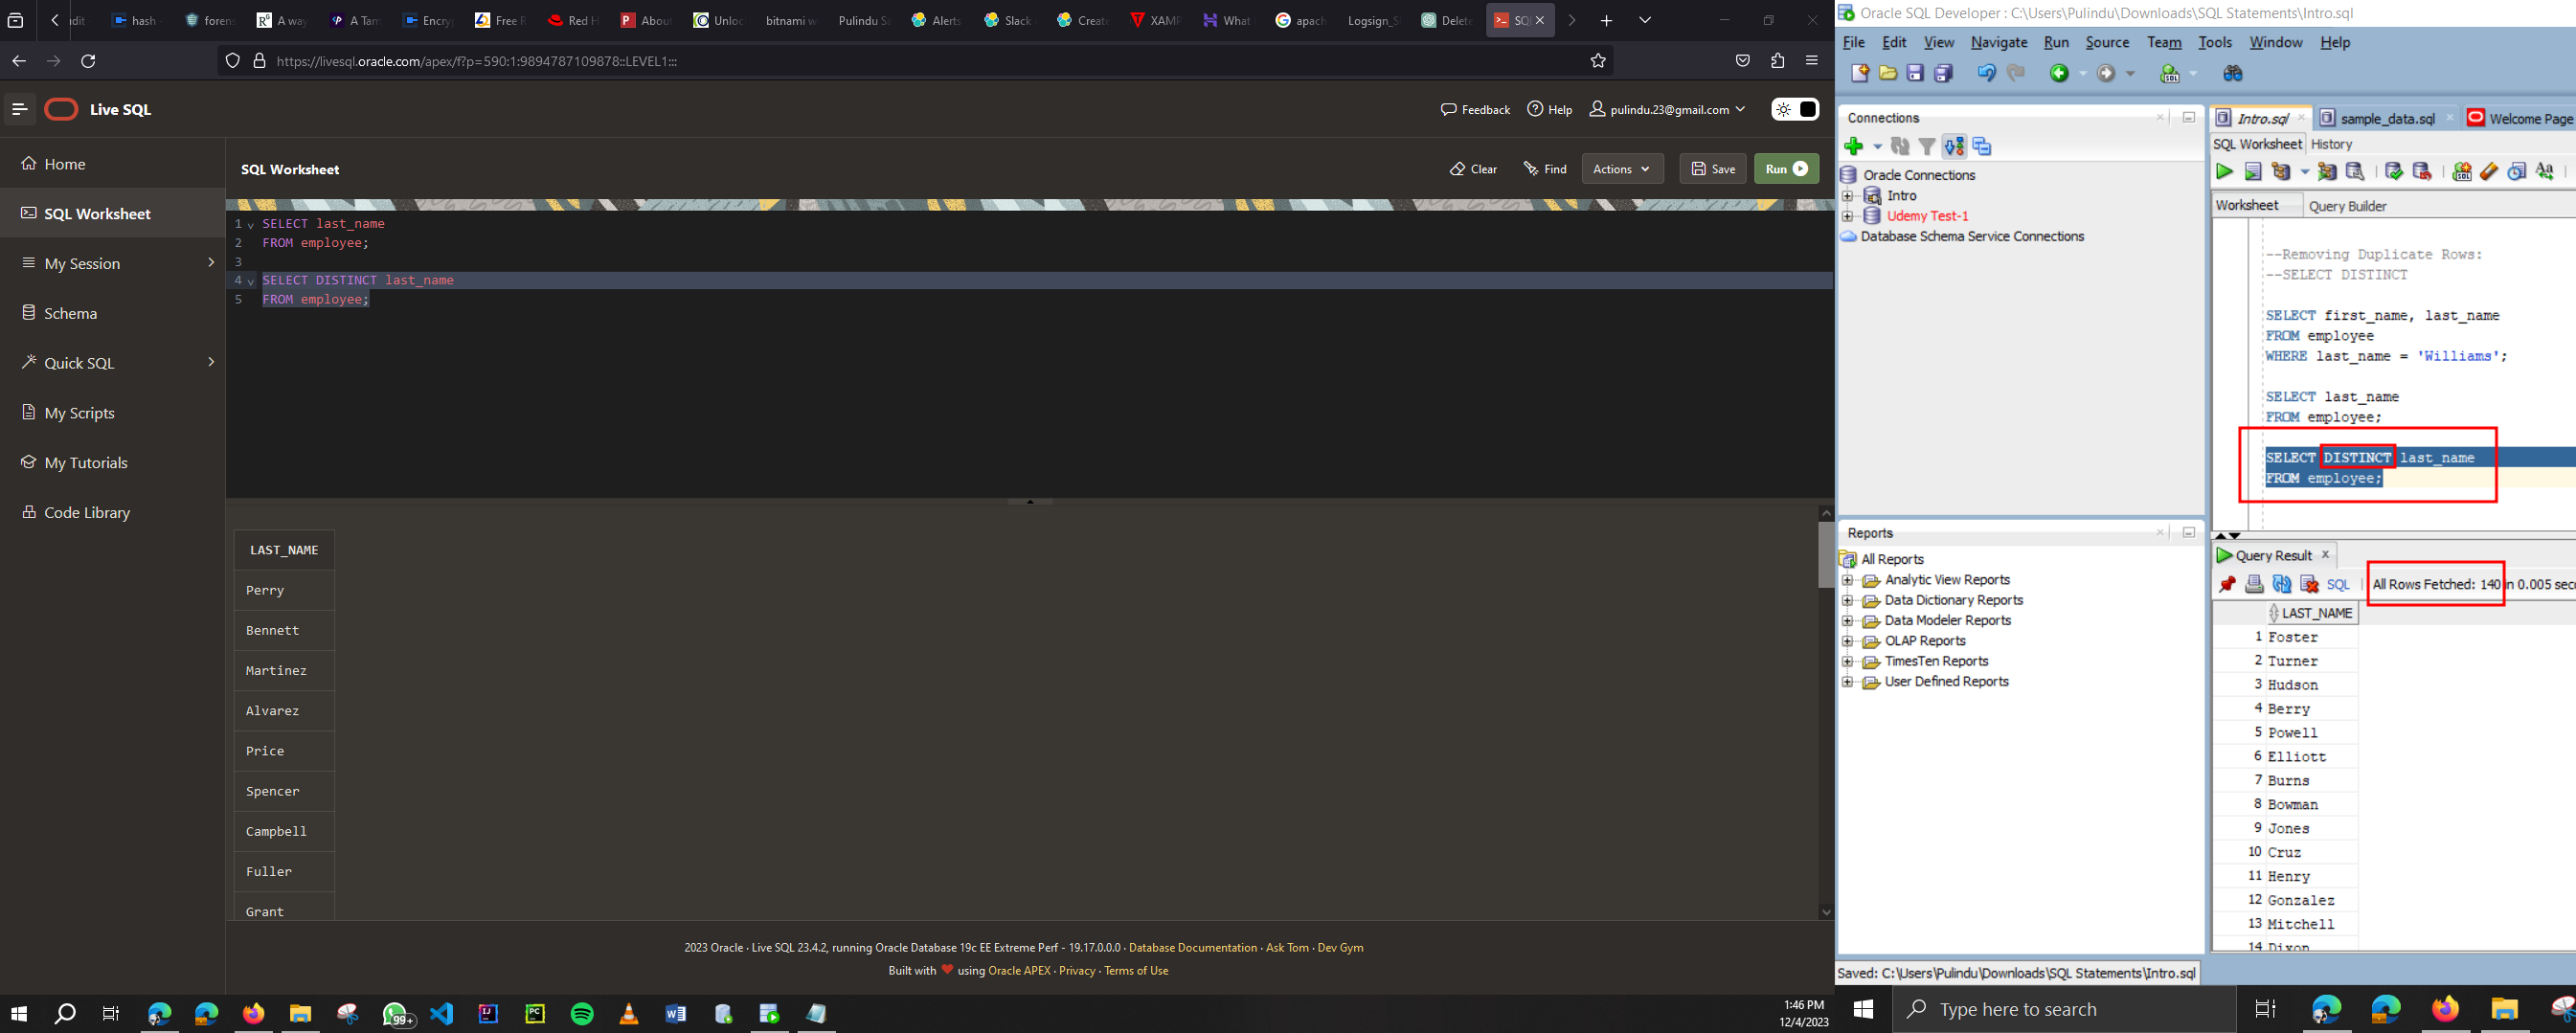 hash
forens
A way
A Tam
Encry
Free R
Red H
About
Unloc
bitnami w
Pulindu Sa
Alerts
Slack
Create
XAMP
What
apach
Logsign_S
Delete
https://livesql.oracle.com/apex/f?p=590:1:9894787109878::LEVEL1:::
Live SQL
Feedback
Help
pulindu.23@gmail.com
Home
SQL Worksheet
My Session
Schema
Quick SQL
My Scripts
My Tutorials
Code Library
SQL Worksheet
Clear
Find
Actions
Save
Run
1 SELECT last_name
2 FROM employee;
3
4 SELECT DISTINCT last_name
5 FROM employee;
LAST_NAME
Perry
Bennett
Martinez
Alvarez
Price
Spencer
Campbell
Fuller
Grant
2023 Oracle · Live SQL 23.4.2, running Oracle Database 19c EE Extreme Perf - 19.17.0.0.0 · Database Documentation · Ask Tom · Dev Gym
Built with ❤ using Oracle APEX · Privacy · Terms of Use
99+
1:46 PM
12/4/2023
Oracle SQL Developer : C:\Users\Pulindu\Downloads\SQL Statements\Intro.sql
File Edit View Navigate Run Source Team Tools Window Help
Connections
Oracle Connections
Intro
Udemy Test-1
Database Schema Service Connections
Reports
All Reports
Analytic View Reports
Data Dictionary Reports
Data Modeler Reports
OLAP Reports
TimesTen Reports
User Defined Reports
Intro.sql
sample_data.sql
Welcome Page
SQL Worksheet History
Worksheet Query Builder
--Removing Duplicate Rows:
--SELECT DISTINCT
SELECT first_name, last_name
FROM employee
WHERE last_name = 'Williams';
SELECT last_name
FROM employee;
SELECT DISTINCT last_name
FROM employee;
Query Result
SQL
All Rows Fetched: 140 in 0.005 sec
LAST_NAME
1 Foster
2 Turner
3 Hudson
4 Berry
5 Powell
6 Elliott
7 Burns
8 Bowman
9 Jones
10 Cruz
11 Henry
12 Gonzalez
13 Mitchell
14 Dixon
Saved: C:\Users\Pulindu\Downloads\SQL Statements\Intro.sql
Type here to search